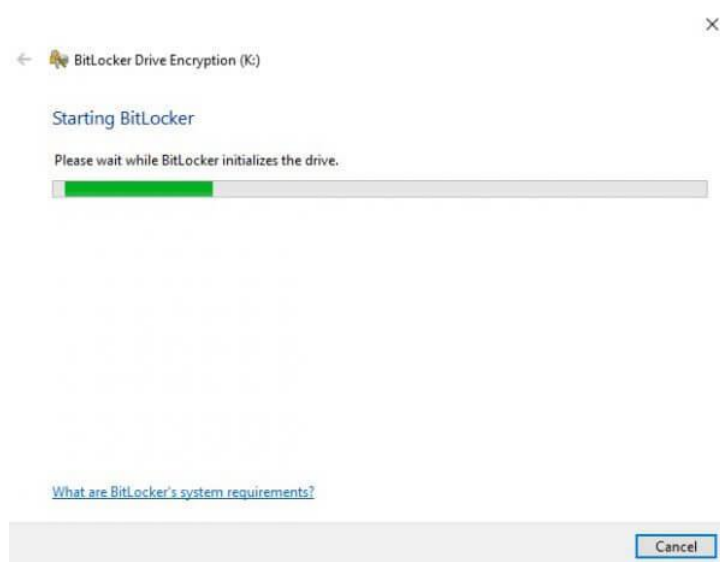 BitLocker Drive Encryption (K:)
Starting BitLocker
Please wait while BitLocker initializes the drive.
What are BitLocker's system requirements?
Cancel